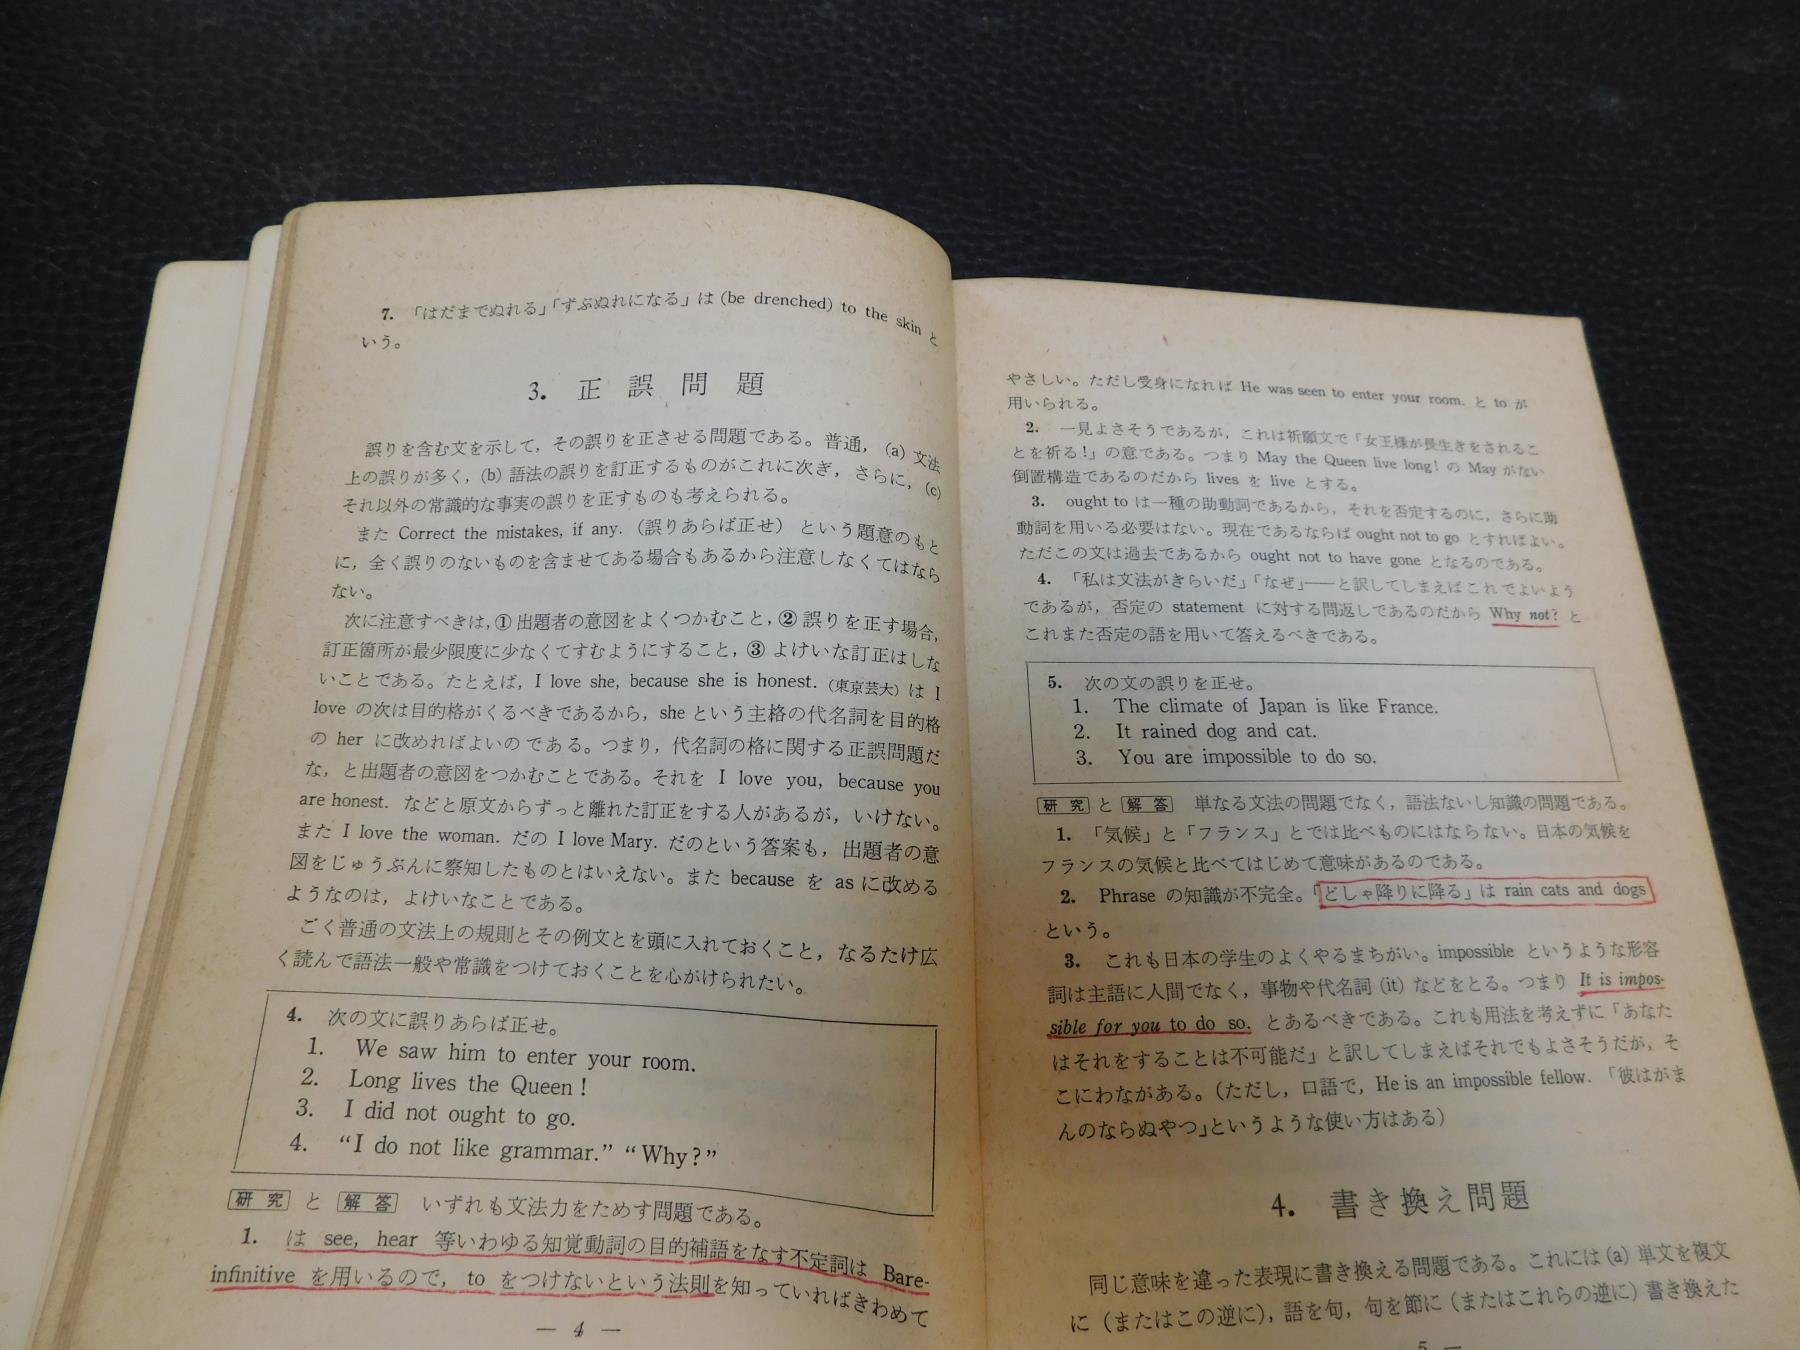 7. 「はだまでぬれる」「ずぶぬれになる」は (be drenched) to the skin と
いう。
3. 正誤問題
誤りを含む文を示して，その誤りを正させる問題である。普通，(a) 文法
上の誤りが多く，(b) 語法の誤りを訂正するものがこれに次ぎ，さらに，(c)
それ以外の常識的な事実の誤りを正すものも考えられる。
また Correct the mistakes, if any. （誤りあらば正せ） という題意のもと
に，全く誤りのないものを含ませてある場合もあるから注意しなくてはなら
ない。
次に注意すべきは，① 出題者の意図をよくつかむこと，② 誤りを正す場合，
訂正箇所が最少限度に少なくてすむようにすること，③ よけいな訂正はしな
いことである。たとえば，I love she, because she is honest.（東京芸大）は I
love の次は目的格がくるべきであるから，she という主格の代名詞を目的格
の her に改めればよいのである。つまり，代名詞の格に関する正誤問題だ
な，と出題者の意図をつかむことである。それを I love you, because you
are honest. などと原文からずっと離れた訂正をする人があるが，いけない。
また I love the woman. だの I love Mary. だのという答案も，出題者の意
図をじゅうぶんに察知したものとはいえない。また because を as に改める
ようなのは，よけいなことである。
ごく普通の文法上の規則とその例文とを頭に入れておくこと，なるたけ広
く読んで語法一般や常識をつけておくことを心がけられたい。
4. 次の文に誤りあらば正せ。
1. We saw him to enter your room.
2. Long lives the Queen!
3. I did not ought to go.
4. “I do not like grammar.” “Why?”
研究 と 解答 いずれも文法力をためす問題である。
1. は see, hear 等いわゆる知覚動詞の目的補語をなす不定詞は Bare-
infinitive を用いるので，to をつけないという法則を知っていればきわめて
— 4 —
やさしい。ただし受身になれば He was seen to enter your room. と to が
用いられる。
2. 一見よさそうであるが，これは祈願文で「女王様が長生きをされるこ
とを祈る！」の意である。つまり May the Queen live long! の May がない
倒置構造であるのだから lives を live とする。
3. ought to は一種の助動詞であるから，それを否定するのに，さらに助
動詞を用いる必要はない。現在であるならば ought not to go とすればよい。
ただこの文は過去であるから ought not to have gone となるのである。
4. 「私は文法がきらいだ」「なぜ」——と訳してしまえばこれでよいよう
であるが，否定の statement に対する問返しであるのだから Why not? と
これまた否定の語を用いて答えるべきである。
5. 次の文の誤りを正せ。
1. The climate of Japan is like France.
2. It rained dog and cat.
3. You are impossible to do so.
研究 と 解答 単なる文法の問題でなく，語法ないし知識の問題である。
1. 「気候」と「フランス」とでは比べものにはならない。日本の気候を
フランスの気候と比べてはじめて意味があるのである。
2. Phrase の知識が不完全。「どしゃ降りに降る」は rain cats and dogs
という。
3. これも日本の学生のよくやるまちがい。impossible というような形容
詞は主語に人間でなく，事物や代名詞 (it) などをとる。つまり It is impos-
sible for you to do so. とあるべきである。これも用法を考えずに「あなた
はそれをすることは不可能だ」と訳してしまえばそれでもよさそうだが，そ
こにわながある。（ただし，口語で，He is an impossible fellow. 「彼はがま
んのならぬやつ」というような使い方はある）
4. 書き換え問題
同じ意味を違った表現に書き換える問題である。これには (a) 単文を複文
に（またはこの逆に），語を句，句を節に（またはこれらの逆に）書き換えた
5 —